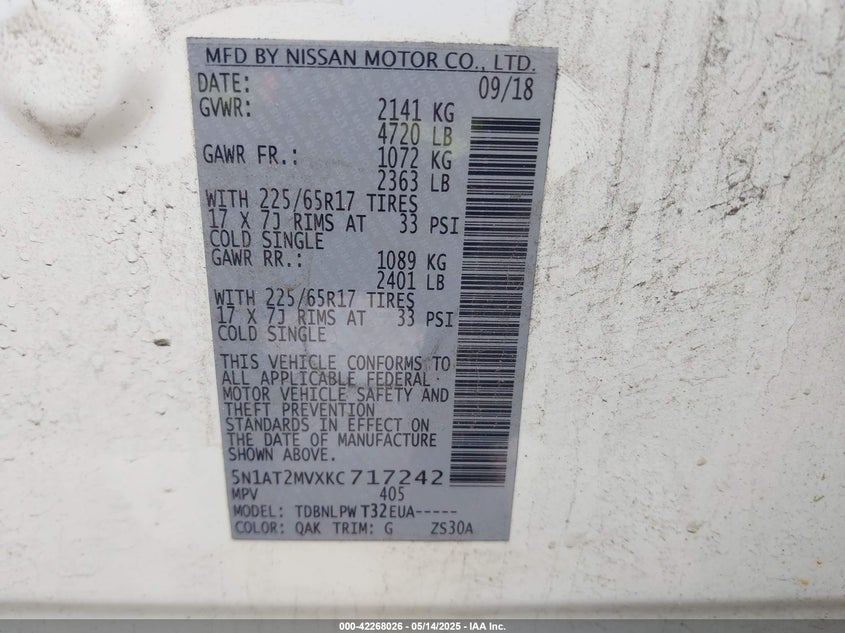 MFD BY NISSAN MOTOR CO., LTD.
DATE: 09/18
GVWR: 2141 KG
4720 LB
GAWR FR.: 1072 KG
2363 LB
WITH 225/65R17 TIRES
17 X 7J RIMS AT 33 PSI
COLD SINGLE
GAWR RR.: 1089 KG
2401 LB
WITH 225/65R17 TIRES
17 X 7J RIMS AT 33 PSI
COLD SINGLE
THIS VEHICLE CONFORMS TO
ALL APPLICABLE FEDERAL
MOTOR VEHICLE SAFETY AND
THEFT PREVENTION
STANDARDS IN EFFECT ON
THE DATE OF MANUFACTURE
SHOWN ABOVE.
5N1AT2MVXKC717242
MPV 405
MODEL: TDBNLPW T32EUA-----
COLOR: QAK TRIM: G ZS30A
000-42268026 - 05/14/2025 - IAA Inc.